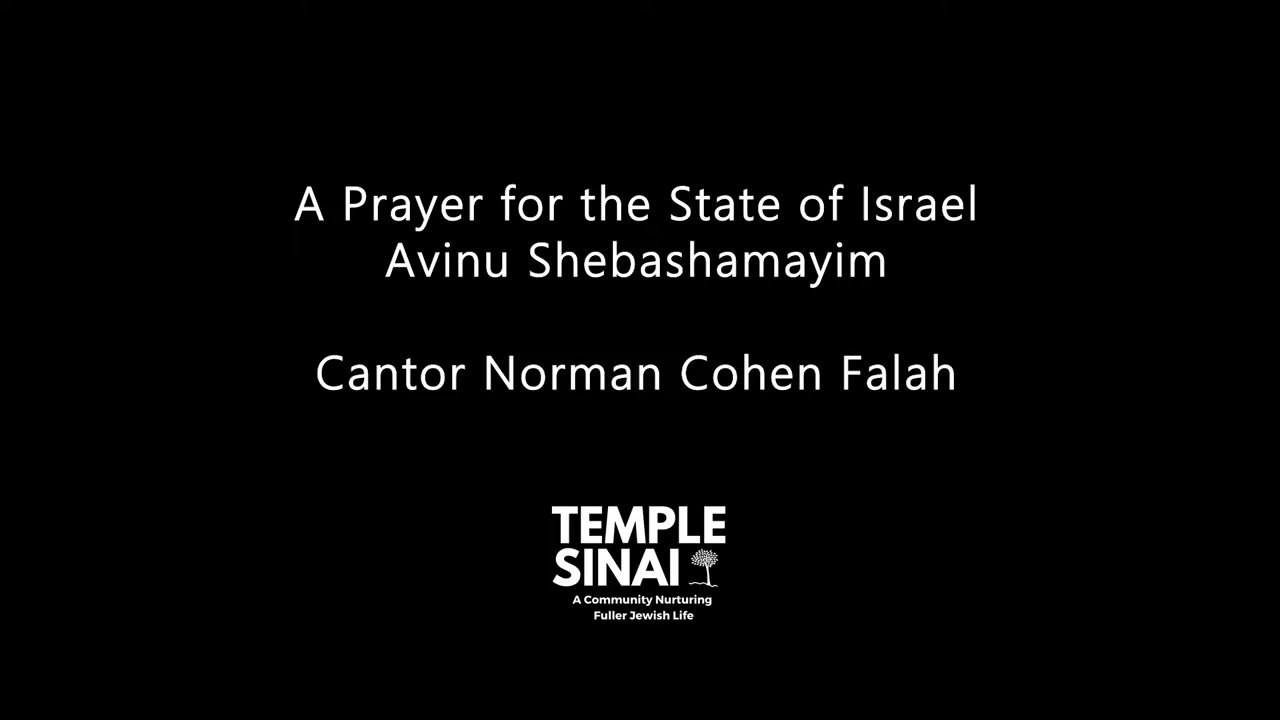 A Prayer for the State of Israel
Avinu Shebashamayim
Cantor Norman Cohen Falah
TEMPLE
SINAI
A Community Nurturing
Fuller Jewish Life